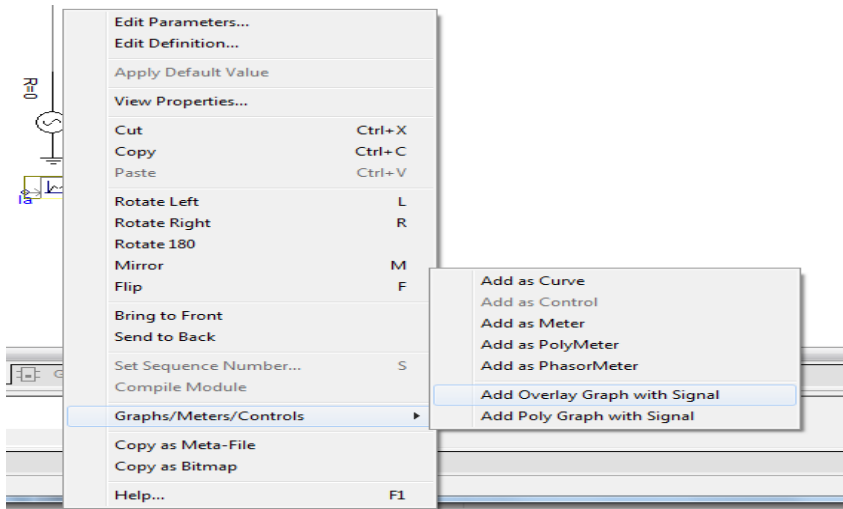 Edit Parameters...
Edit Definition...
Apply Default Value
View Properties...
R=0
Cut Ctrl+X
Copy Ctrl+C
Paste Ctrl+V
Ia
Rotate Left L
Rotate Right R
Rotate 180
Mirror M
Flip F
Bring to Front
Send to Back
Set Sequence Number... S
Compile Module
Graphs/Meters/Controls
Copy as Meta-File
Copy as Bitmap
Help... F1
Add as Curve
Add as Control
Add as Meter
Add as PolyMeter
Add as PhasorMeter
Add Overlay Graph with Signal
Add Poly Graph with Signal